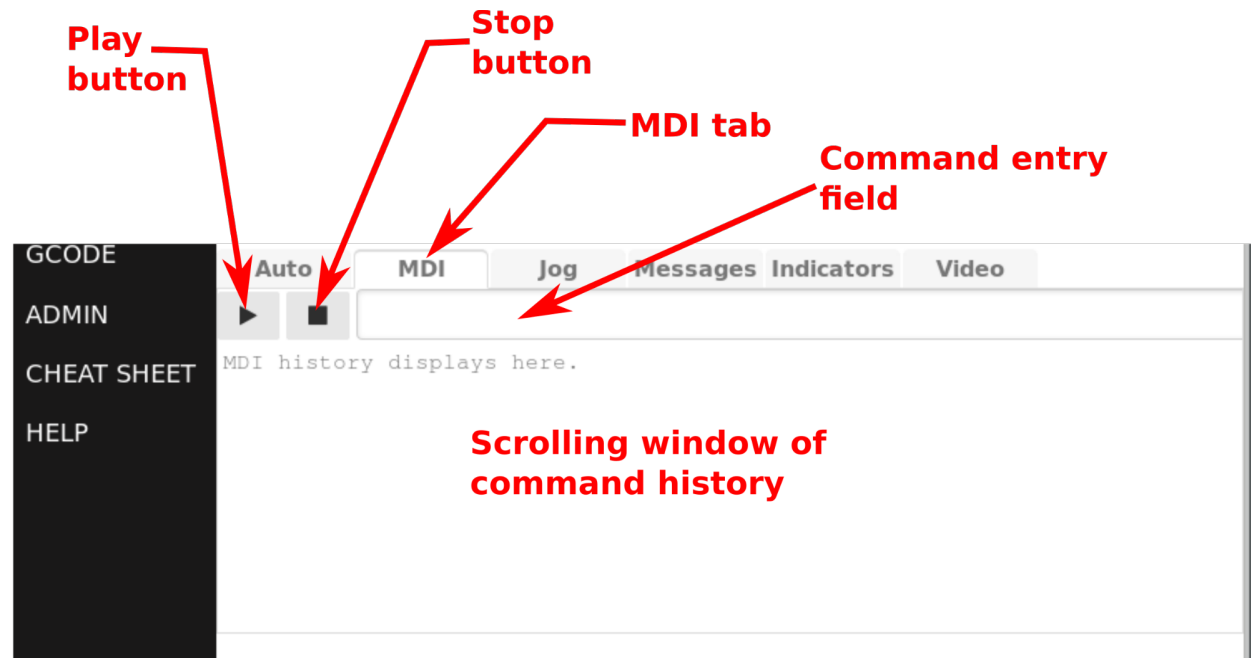 Play
button
Stop
button
MDI tab
Command entry
field
GCODE
ADMIN
CHEAT SHEET
HELP
Auto MDI Jog Messages Indicators Video
MDI history displays here.
Scrolling window of
command history